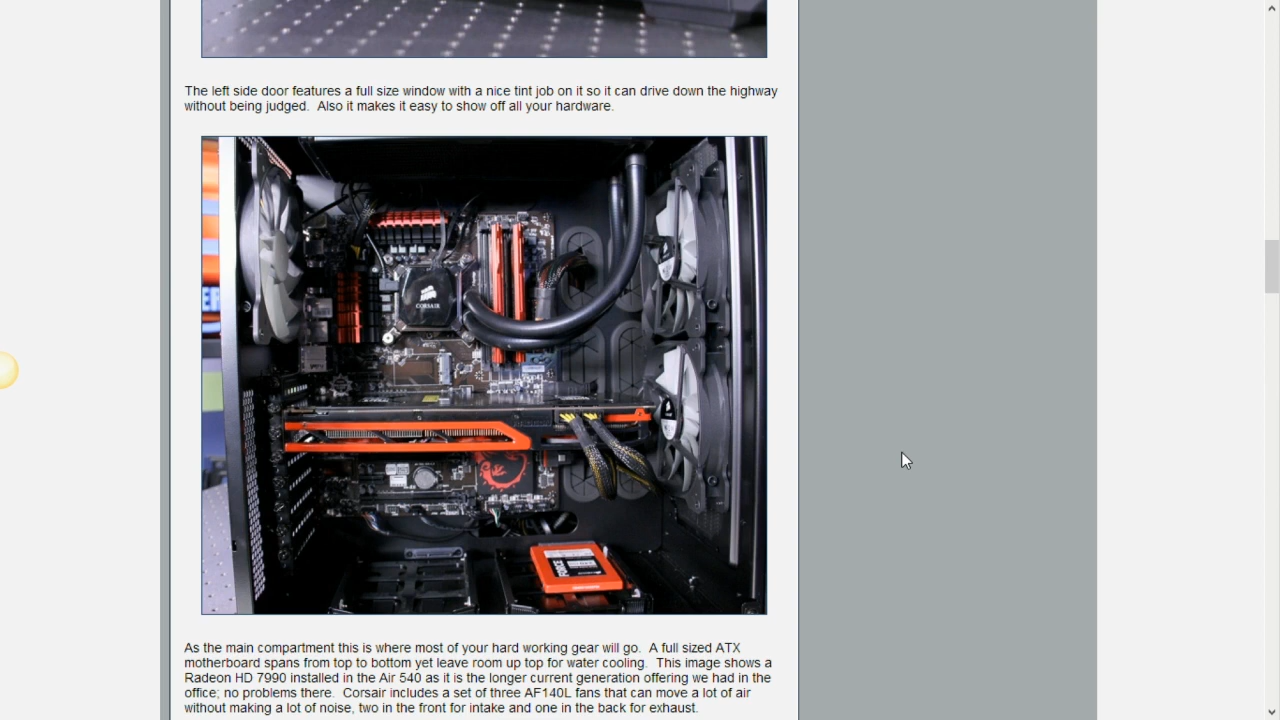 The left side door features a full size window with a nice tint job on it so it can drive down the highway
without being judged.  Also it makes it easy to show off all your hardware.
CORSAIR
FORCE
As the main compartment this is where most of your hard working gear will go.  A full sized ATX
motherboard spans from top to bottom yet leave room up top for water cooling.  This image shows a
Radeon HD 7990 installed in the Air 540 as it is the longer current generation offering we had in the
office; no problems there.  Corsair includes a set of three AF140L fans that can move a lot of air
without making a lot of noise, two in the front for intake and one in the back for exhaust.